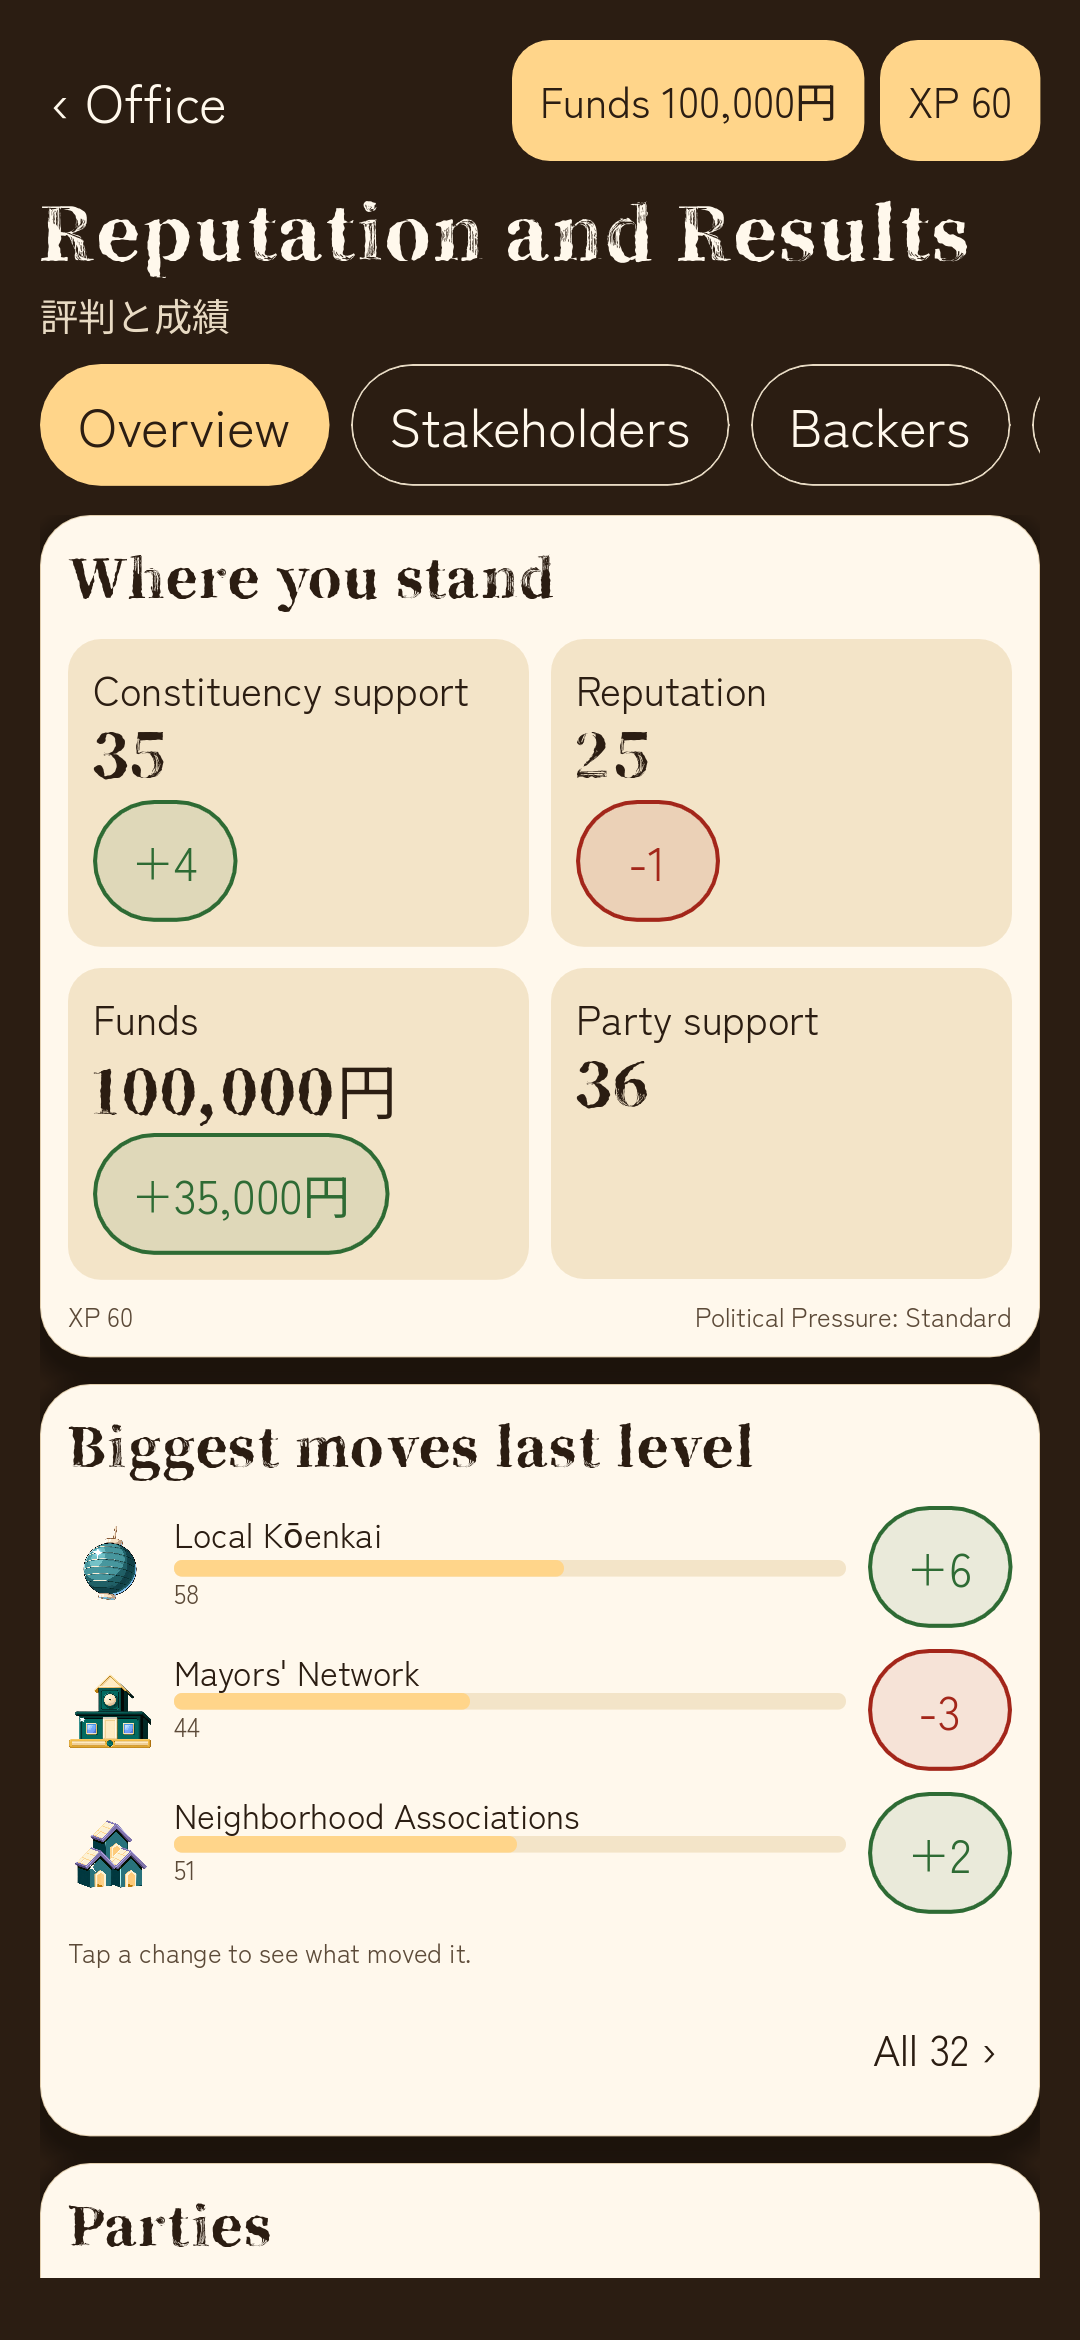 ‹ Office
Funds 100,000円
XP 60
Reputation and Results
評判と成績
Overview
Stakeholders
Backers
Where you stand
Constituency support
35
+4
Reputation
25
-1
Funds
100,000円
+35,000円
Party support
36
XP 60
Political Pressure: Standard
Biggest moves last level
Local Kōenkai
58
+6
Mayors' Network
44
-3
Neighborhood Associations
51
+2
Tap a change to see what moved it.
All 32 ›
Parties